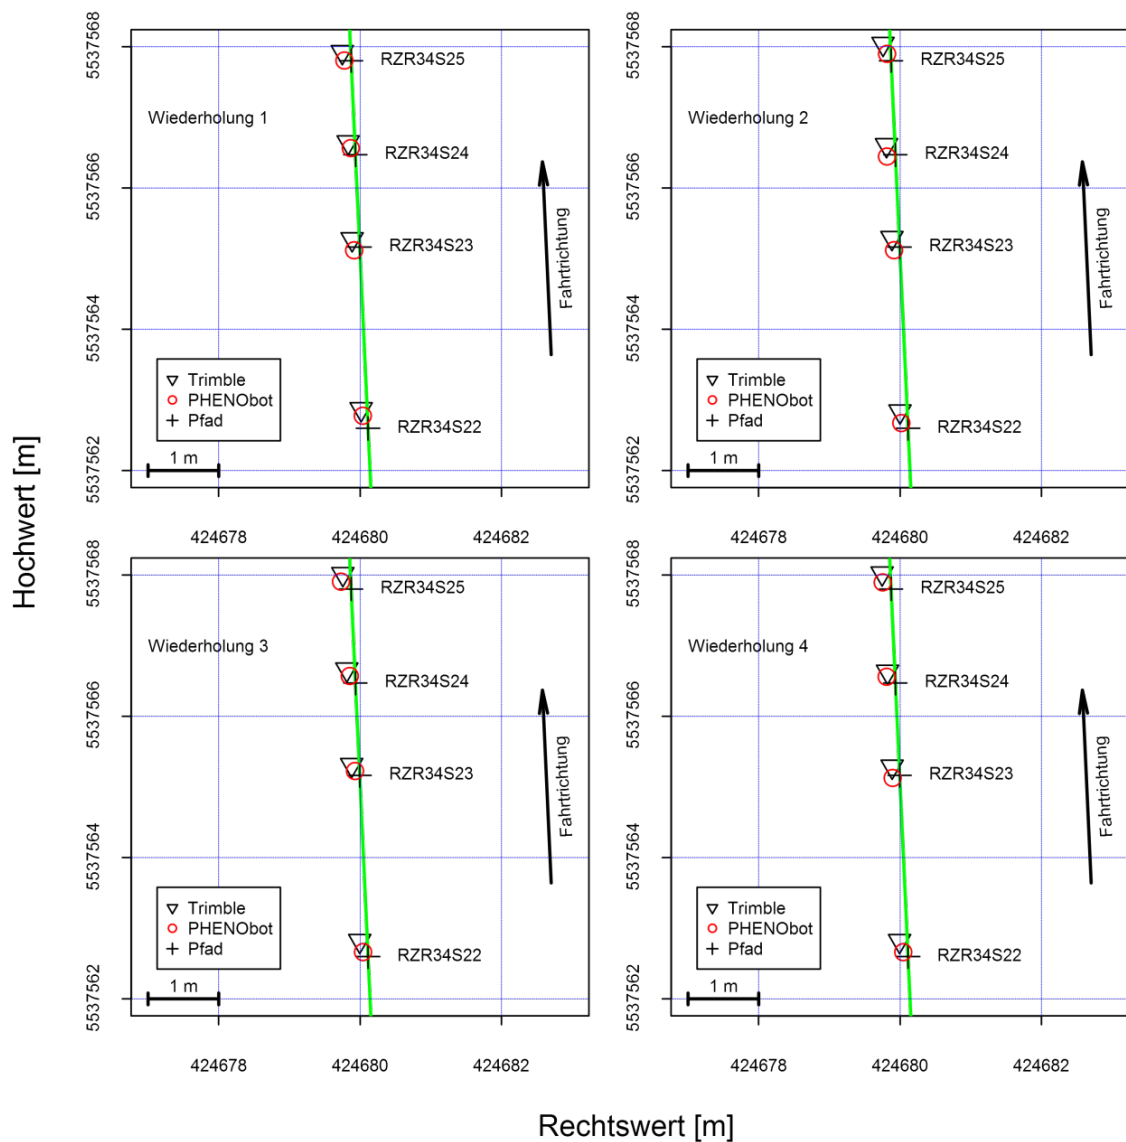 5537568
5537566
5537564
5537562
Wiederholung 1
RZR34S25
RZR34S24
RZR34S23
RZR34S22
Fahrtrichtung
Trimble
PHENObot
Pfad
1 m
424678
424680
424682
5537568
5537566
5537564
5537562
Wiederholung 2
RZR34S25
RZR34S24
RZR34S23
RZR34S22
Fahrtrichtung
Trimble
PHENObot
Pfad
1 m
424678
424680
424682
5537568
5537566
5537564
5537562
Wiederholung 3
RZR34S25
RZR34S24
RZR34S23
RZR34S22
Fahrtrichtung
Trimble
PHENObot
Pfad
1 m
424678
424680
424682
5537568
5537566
5537564
5537562
Wiederholung 4
RZR34S25
RZR34S24
RZR34S23
RZR34S22
Fahrtrichtung
Trimble
PHENObot
Pfad
1 m
424678
424680
424682
Hochwert [m]
Rechtswert [m]